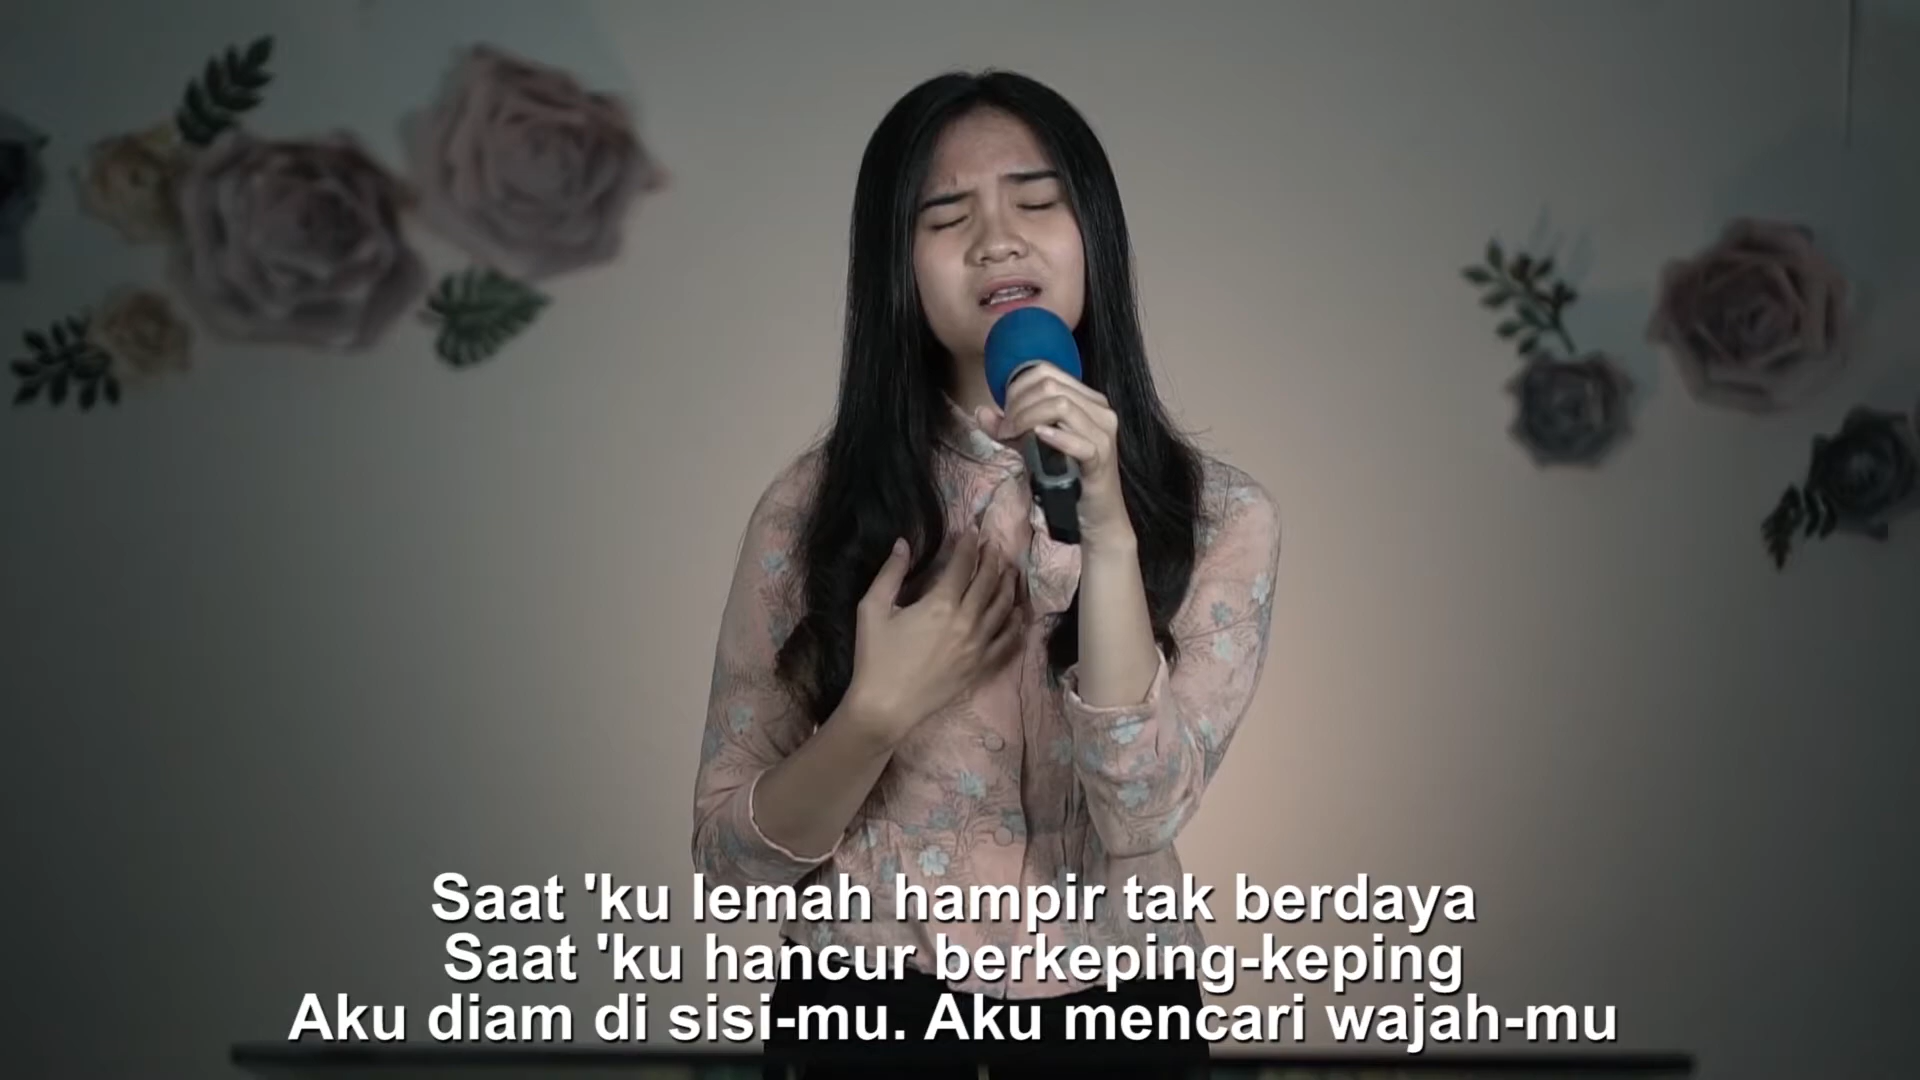 Saat 'ku lemah hampir tak berdaya
Saat 'ku hancur berkeping-keping
Aku diam di sisi-mu. Aku mencari wajah-mu